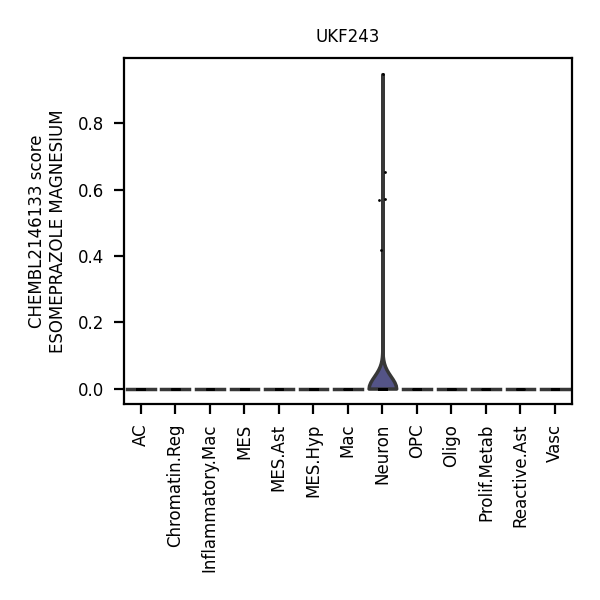 UKF243
CHEMBL2146133 score
ESOMEPRAZOLE MAGNESIUM
0.8
0.6
0.4
0.2
0.0
AC
Chromatin.Reg
Inflammatory.Mac
MES
MES.Ast
MES.Hyp
Mac
Neuron
OPC
Oligo
Prolif.Metab
Reactive.Ast
Vasc